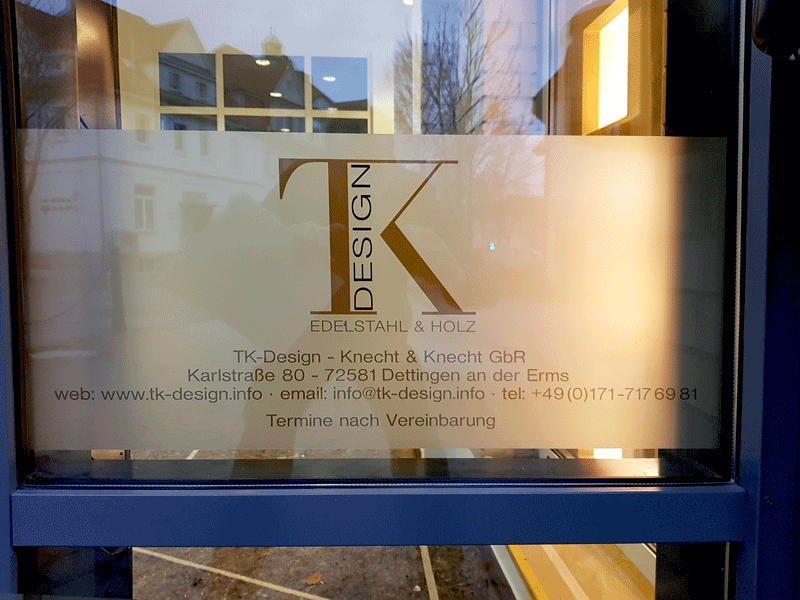 TK
DESIGN
EDELSTAHL & HOLZ
TK-Design - Knecht & Knecht GbR
Karlstraße 80 - 72581 Dettingen an der Erms
web: www.tk-design.info · email: info@tk-design.info · tel: +49(0)171-717 69 81
Termine nach Vereinbarung